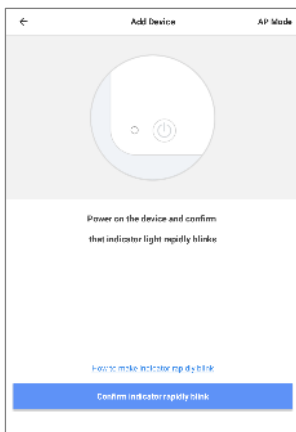 Add Device
AP Mode
Power on the device and confirm
that indicator light rapidly blinks
How to make indicator rapidly blink
Confirm indicator rapidly blink